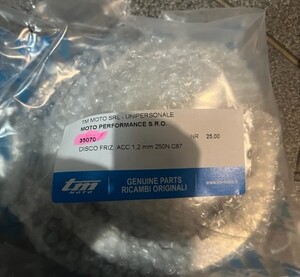 TM MOTO SRL - UNIPERSONALE
MOTO PERFORMANCE S.R.O.
35070 NR 25,00
DISCO FRIZ. ACC.1,2 mm 250N C87
tm
MOTO
GENUINE PARTS
RICAMBI ORIGINALI